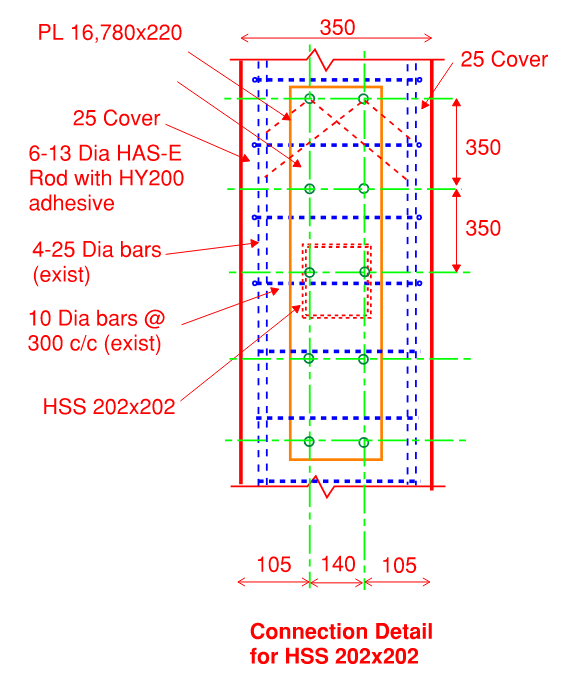 350
PL 16,780x220
25 Cover
25 Cover
6-13 Dia HAS-E
Rod with HY200
adhesive
350
350
4-25 Dia bars
(exist)
10 Dia bars @
300 c/c (exist)
HSS 202x202
105
140
105
Connection Detail
for HSS 202x202